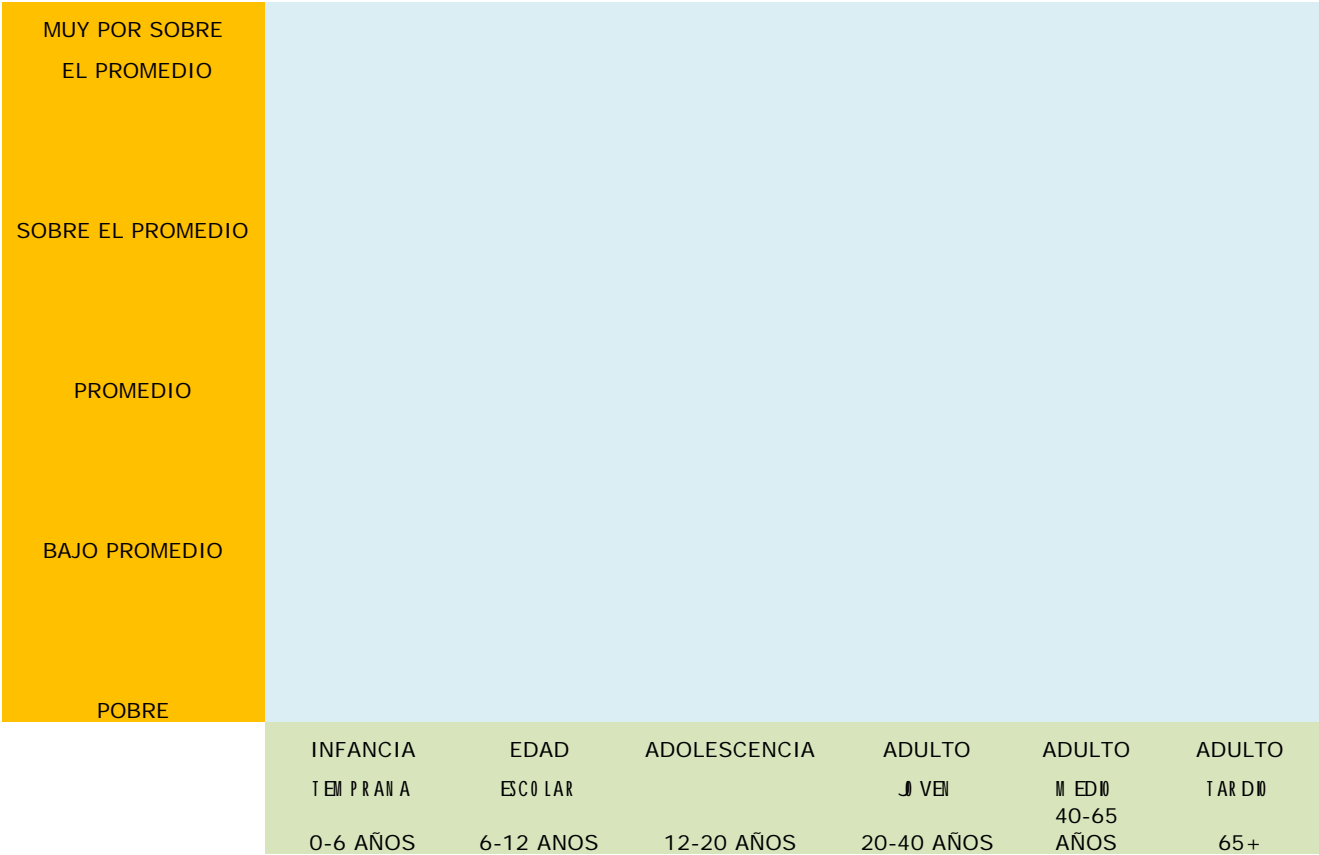 MUY POR SOBRE
EL PROMEDIO
SOBRE EL PROMEDIO
PROMEDIO
BAJO PROMEDIO
POBRE
INFANCIA EDAD ADOLESCENCIA ADULTO ADULTO ADULTO
TEMPRANA ESCOLAR JOVEN MEDIO TARDIO
40-65
0-6 AÑOS 6-12 ANOS 12-20 AÑOS 20-40 AÑOS AÑOS 65+